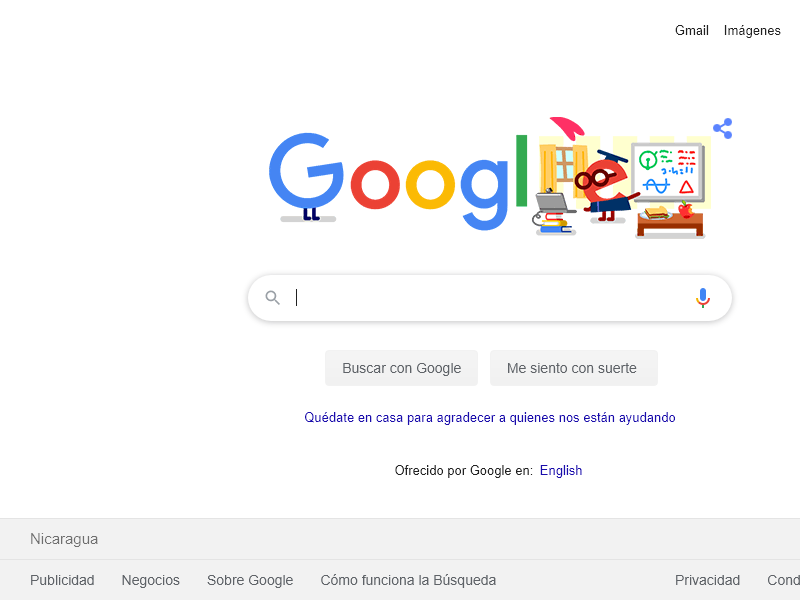 Gmail Imágenes
Google
Buscar con Google Me siento con suerte
Quédate en casa para agradecer a quienes nos están ayudando
Ofrecido por Google en: English
Nicaragua
Publicidad Negocios Sobre Google Cómo funciona la Búsqueda Privacidad Cond